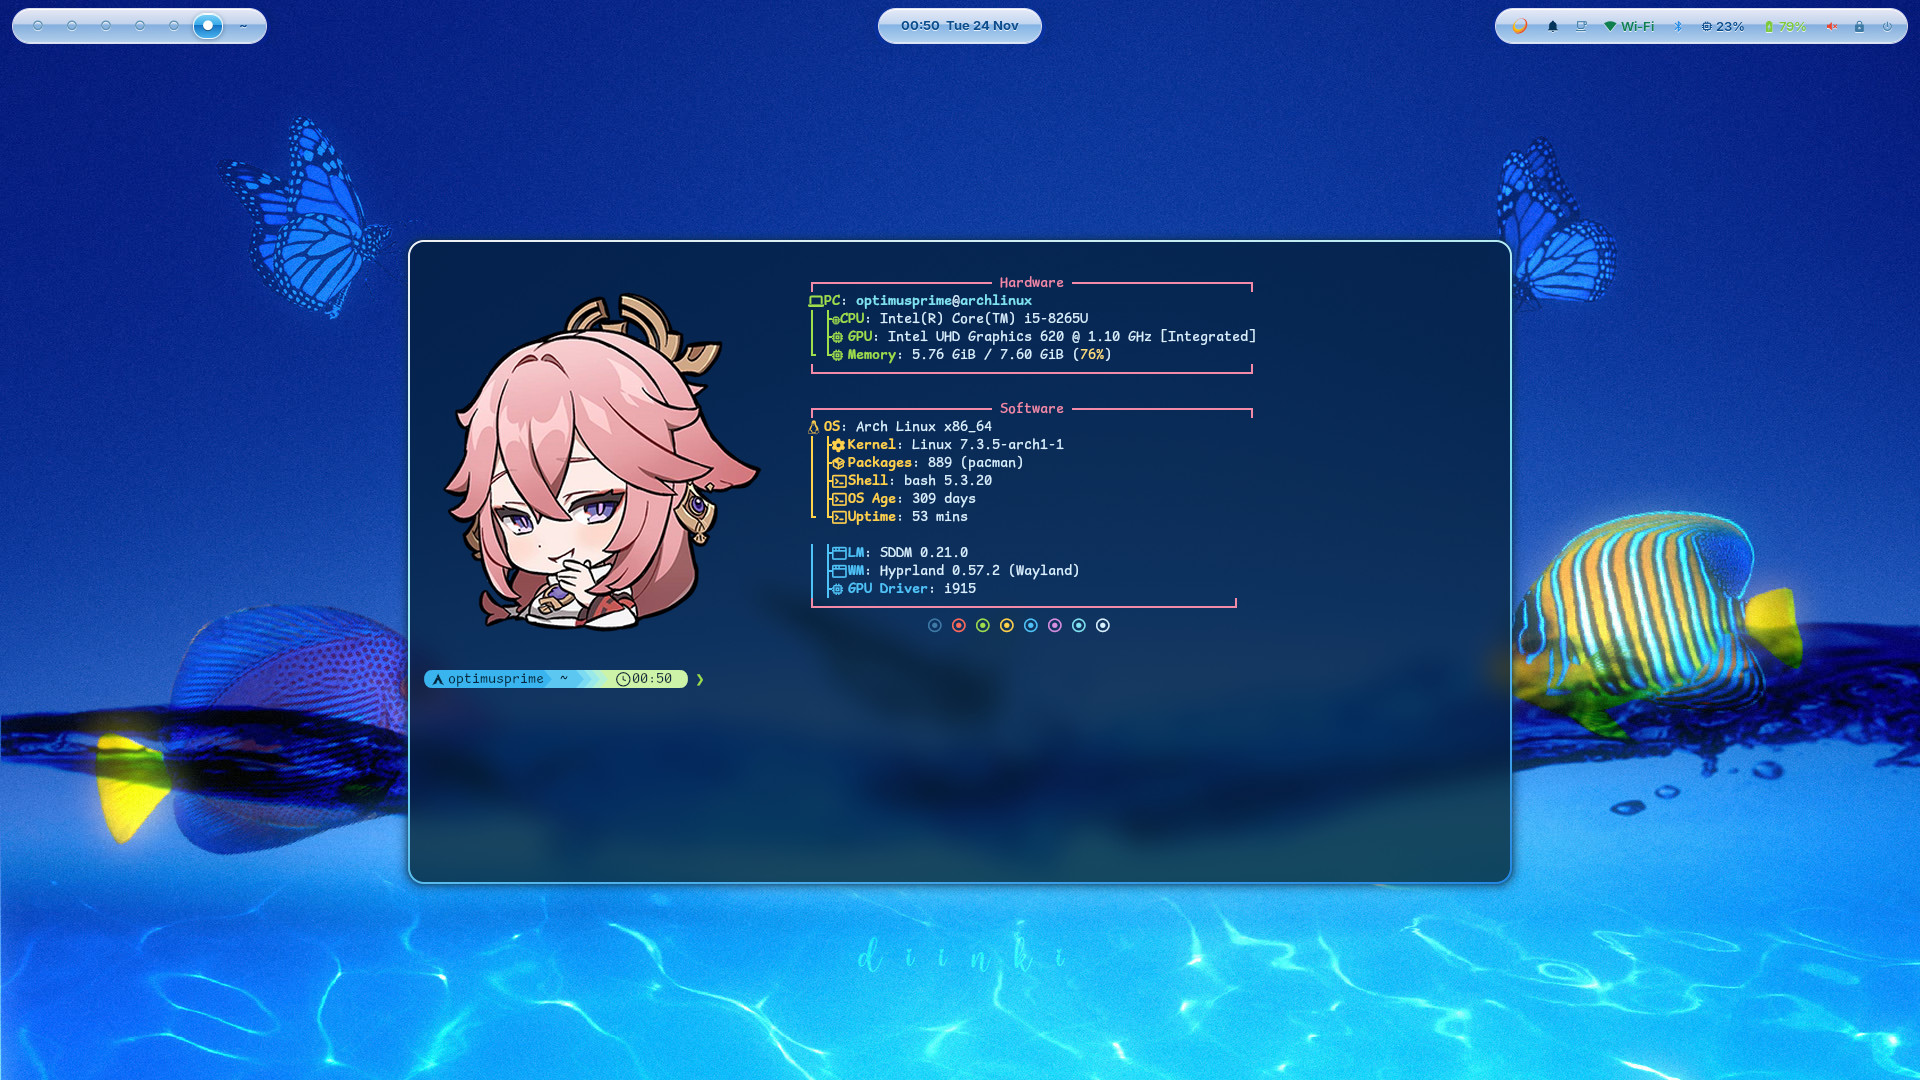 ~
00:50 Tue 24 Nov
Wi-Fi
23%
79%
Hardware
PC: optimusprime@archlinux
CPU: Intel(R) Core(TM) i5-8265U
GPU: Intel UHD Graphics 620 @ 1.10 GHz [Integrated]
Memory: 5.76 GiB / 7.60 GiB (76%)
Software
OS: Arch Linux x86_64
Kernel: Linux 7.3.5-arch1-1
Packages: 889 (pacman)
Shell: bash 5.3.20
OS Age: 309 days
Uptime: 53 mins
LM: SDDM 0.21.0
WM: Hyprland 0.57.2 (Wayland)
GPU Driver: i915
optimusprime ~ 00:50 ❯
diinki